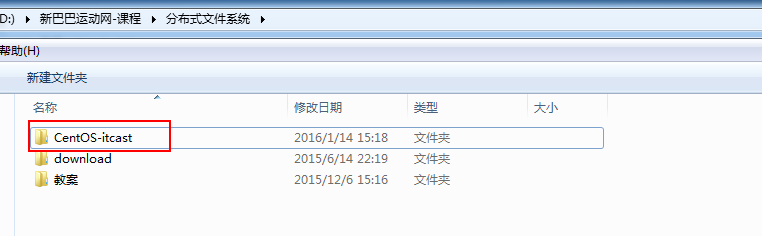 D:) 新巴巴运动网-课程 分布式文件系统
帮助(H)
新建文件夹
名称 修改日期 类型 大小
CentOS-itcast 2016/1/14 15:18 文件夹
download 2015/6/14 22:19 文件夹
教案 2015/12/6 15:16 文件夹